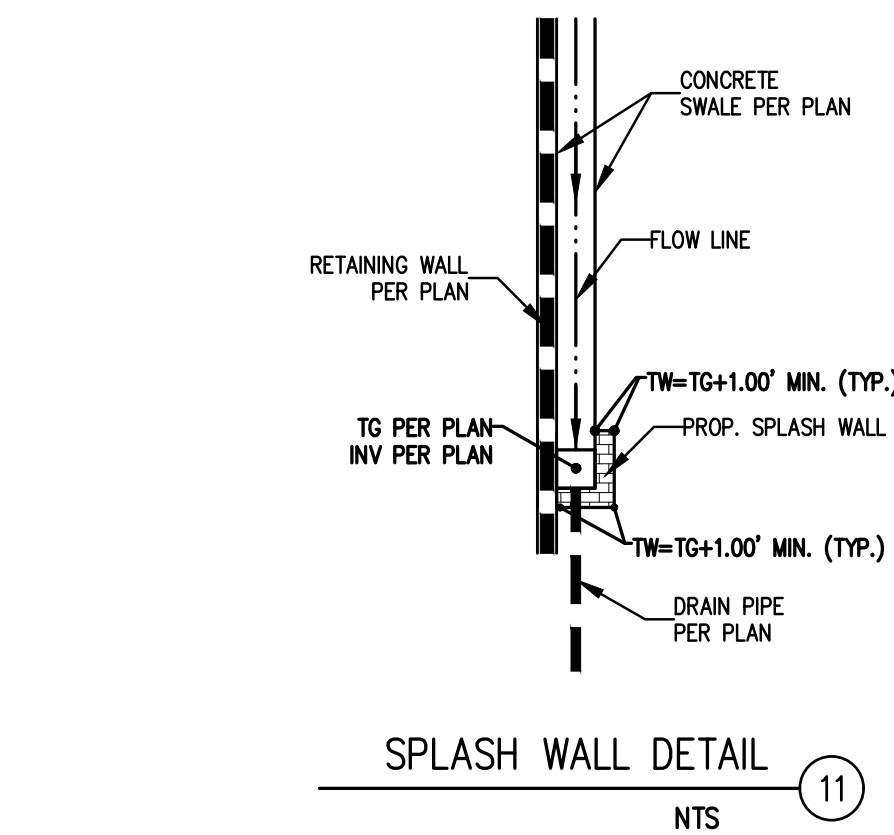 CONCRETE
SWALE PER PLAN
FLOW LINE
RETAINING WALL
PER PLAN
TW=TG+1.00' MIN. (TYP.)
TG PER PLAN
INV PER PLAN
PROP. SPLASH WALL
TW=TG+1.00' MIN. (TYP.)
DRAIN PIPE
PER PLAN
SPLASH WALL DETAIL
11
NTS